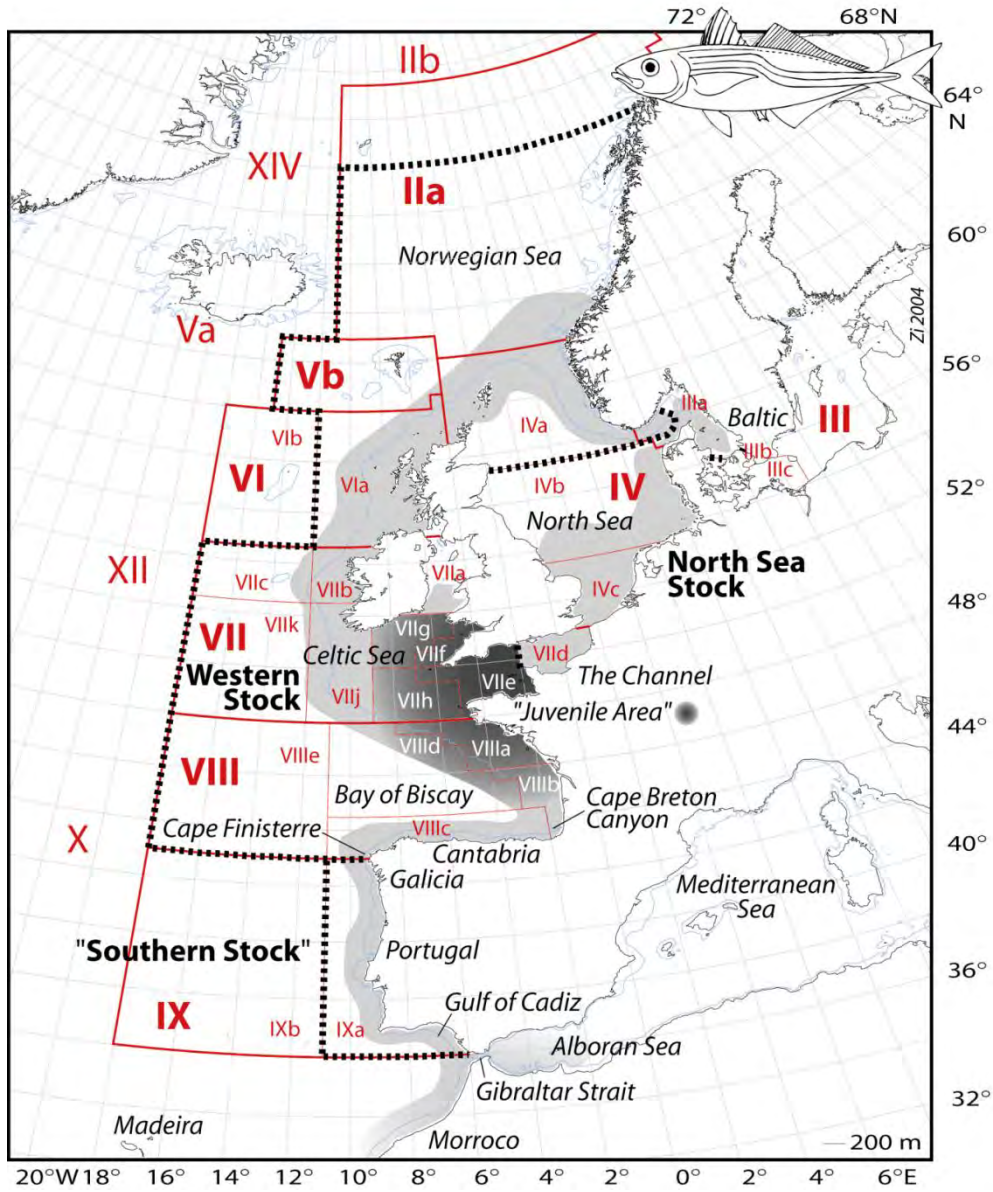 72° 68°N
IIb
64°
N
XIV
IIa
Norwegian Sea
60°
Zi 2004
Va
Vb
56°
IIIa
Baltic
III
VIb
IVa
IIIb
IIIc
VI
VIa
IVb
IV
52°
North Sea
XII
North Sea
Stock
VIIc
VIIb
VIIa
IVc
48°
VII
VIIk
VIIg
Celtic Sea
VIIf
VIId
Western
Stock
VIIj
VIIh
VIIe
The Channel
"Juvenile Area"
44°
VIIId
VIIIa
VIII
VIIIe
VIIIb
Bay of Biscay
Cape Breton
Canyon
X
Cape Finisterre
VIIIc
Cantabria
40°
Galicia
Mediterranean
Sea
"Southern Stock"
Portugal
36°
Gulf of Cadiz
IX
IXb
IXa
Alboran Sea
Gibraltar Strait
32°
Madeira
Morroco
200 m
20°W 18° 16° 14° 12° 10° 8° 6° 4° 2° 0° 2° 4° 6°E